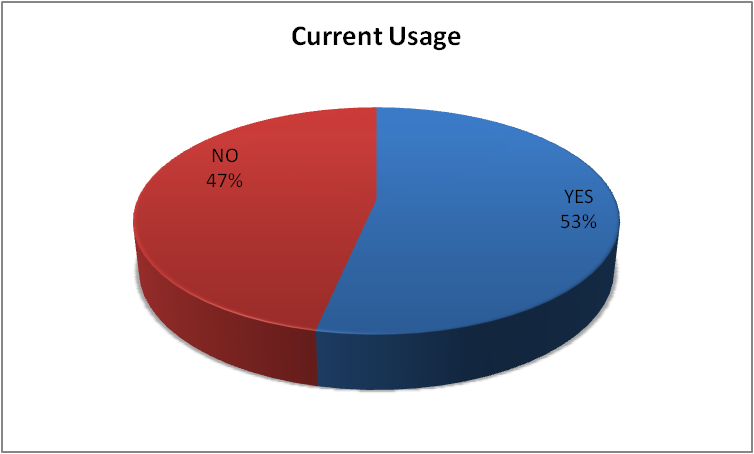 Current Usage
NO
47%
YES
53%